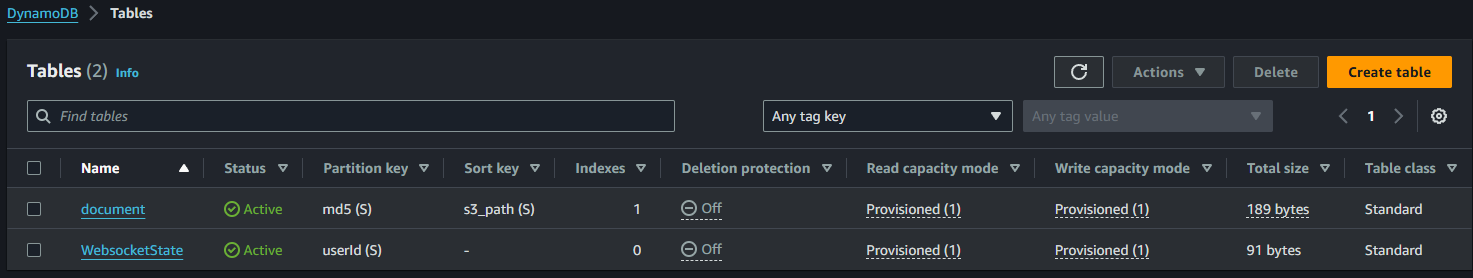 DynamoDB > Tables
Tables (2) Info Actions Delete Create table
Find tables Any tag key Any tag value 1
Name Status Partition key Sort key Indexes Deletion protection Read capacity mode Write capacity mode Total size Table class
document Active md5 (S) s3_path (S) 1 Off Provisioned (1) Provisioned (1) 189 bytes Standard
WebsocketState Active userId (S) - 0 Off Provisioned (1) Provisioned (1) 91 bytes Standard